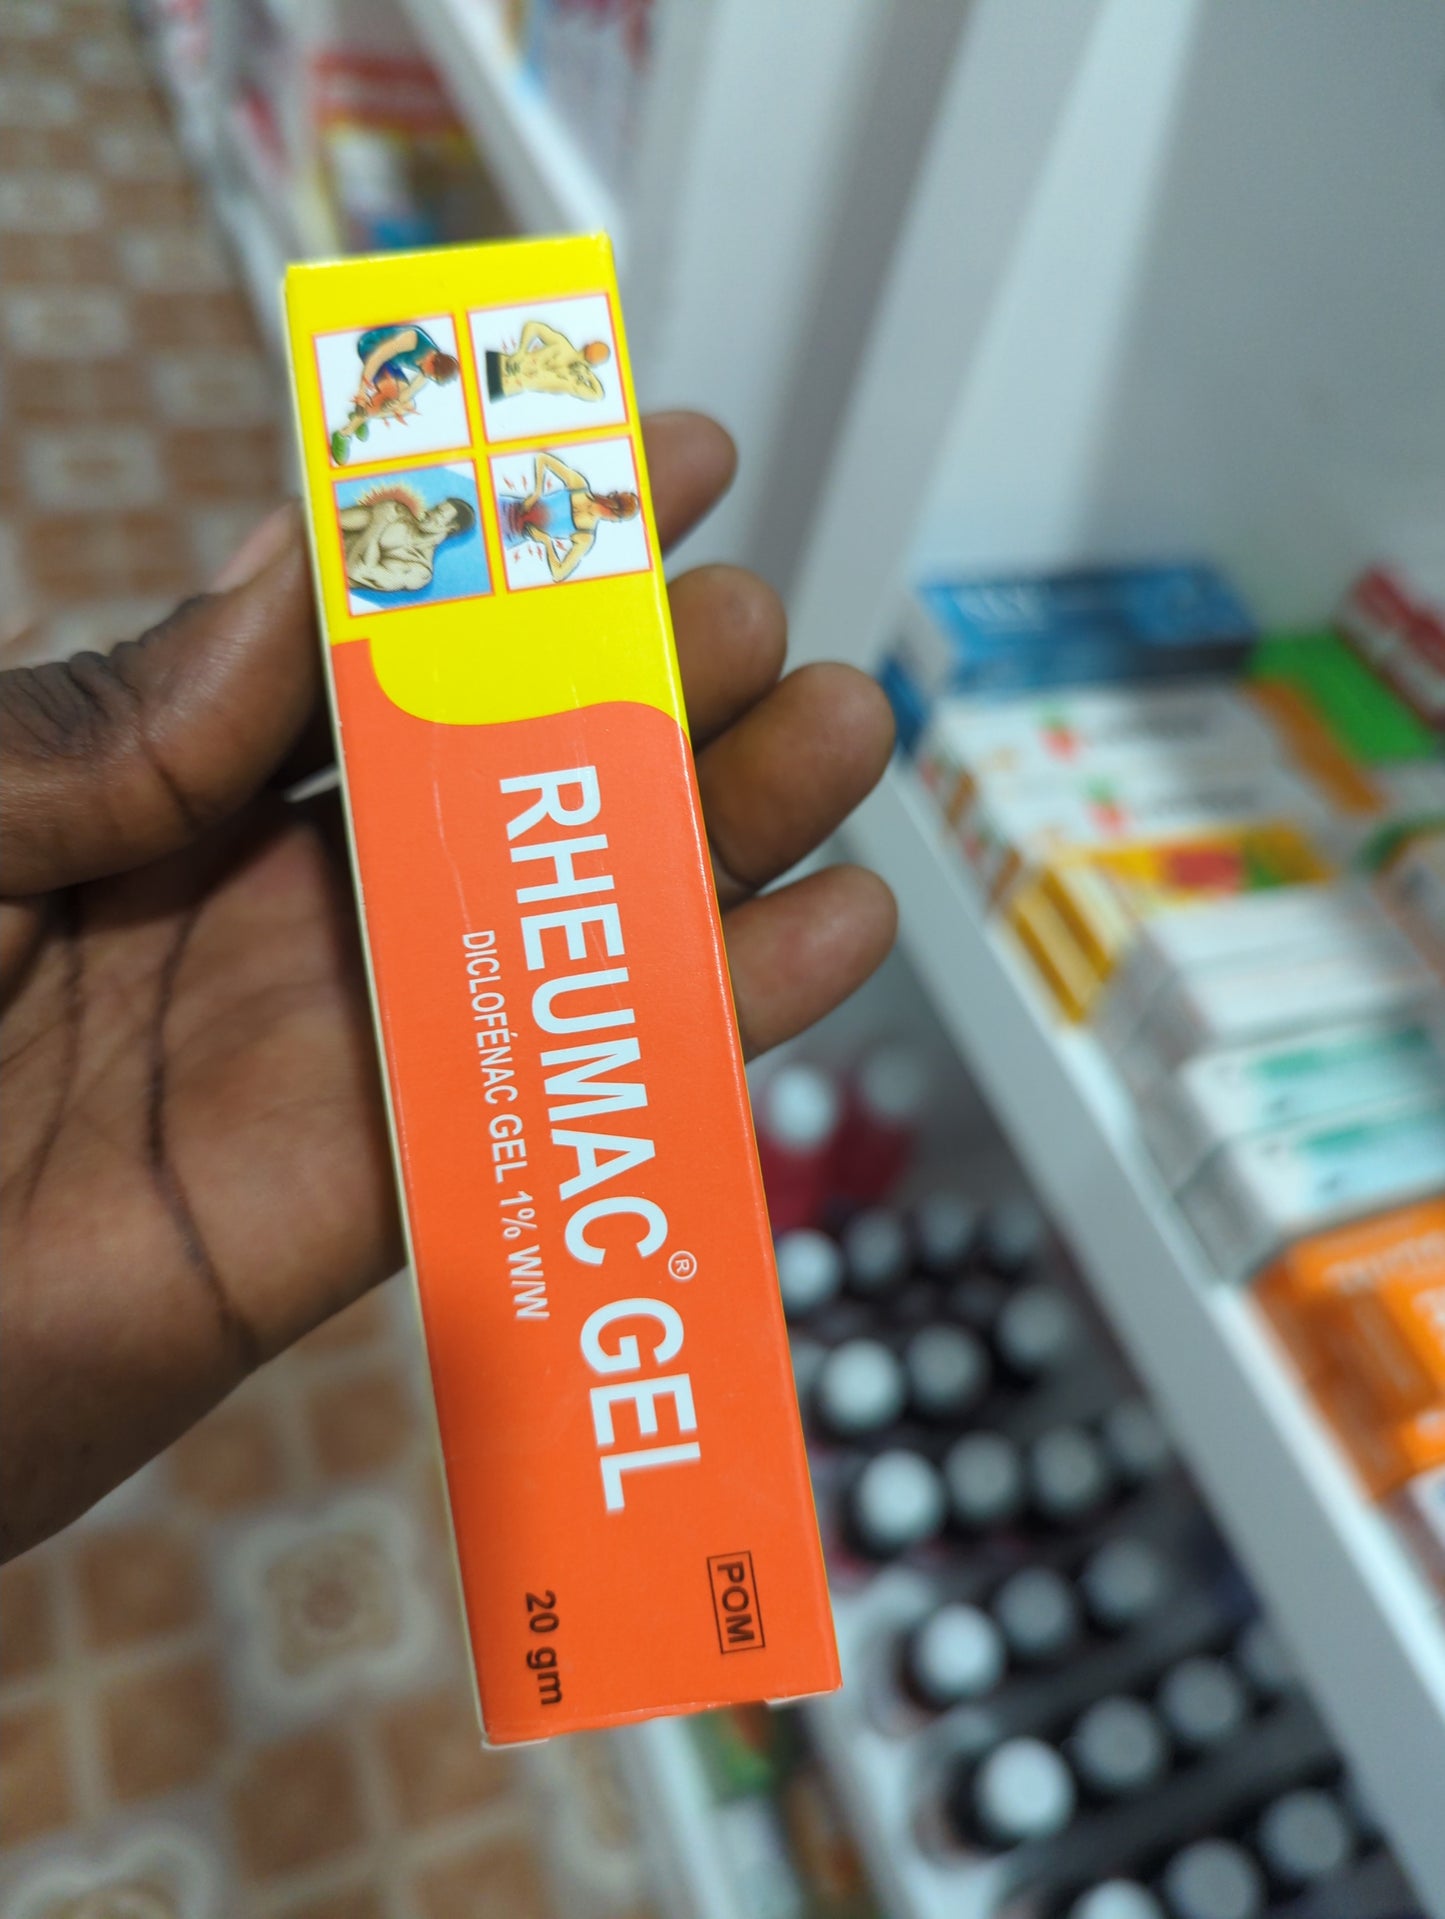 RHEUMAC® GEL
DICLOFÉNAC GEL 1% W/W
POM
20 gm